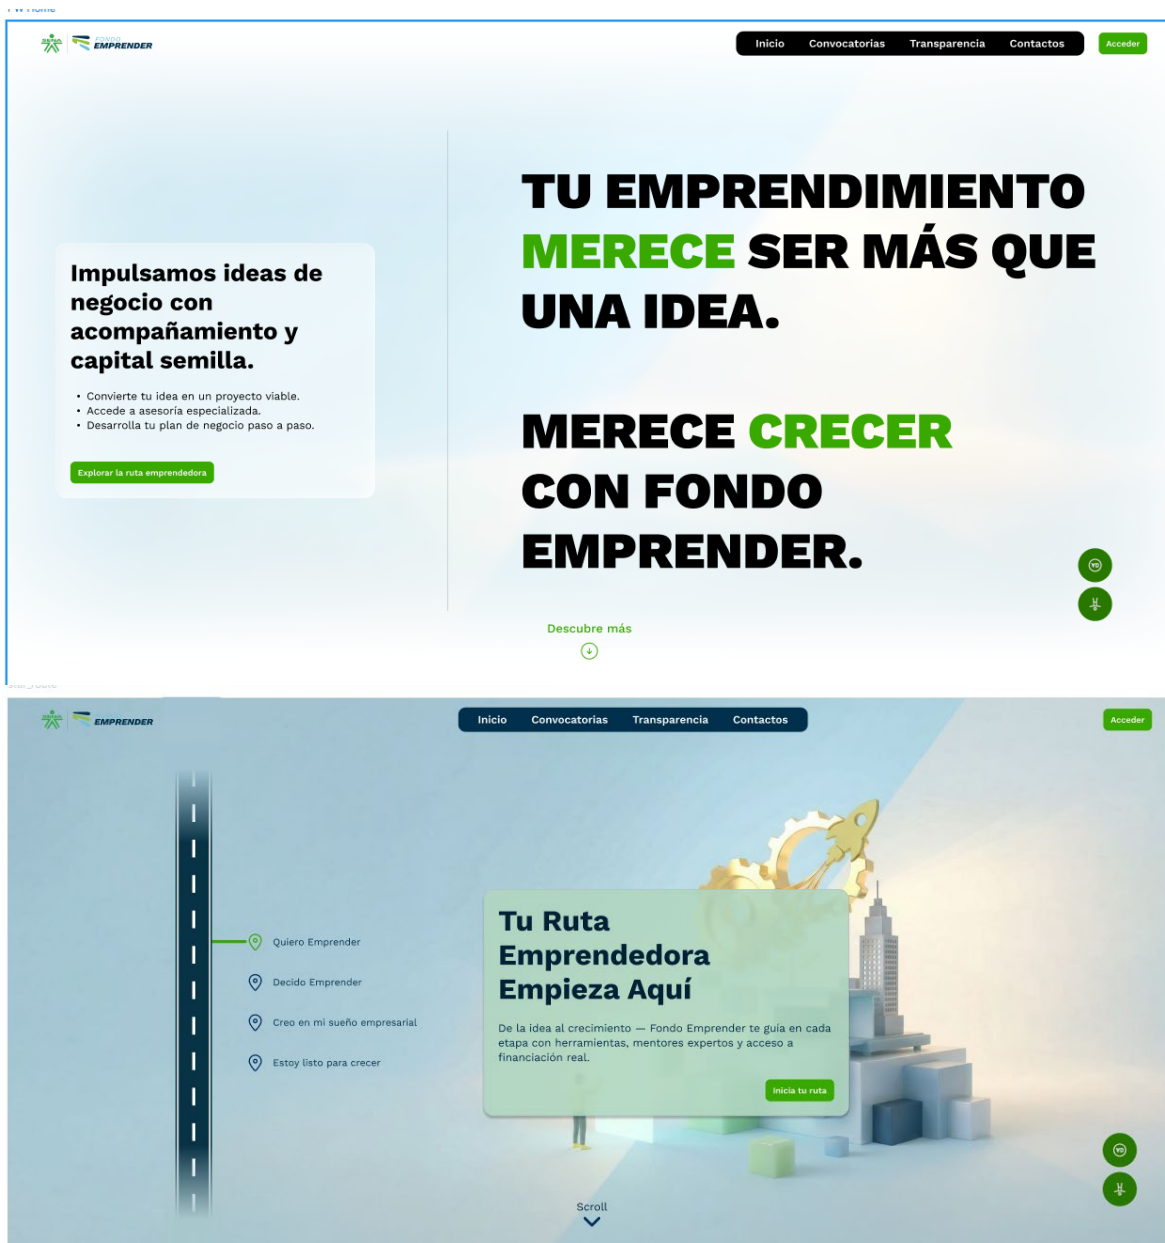 PW Home
SENA
FONDO
EMPRENDER
Inicio Convocatorias Transparencia Contactos
Acceder
TU EMPRENDIMIENTO
MERECE SER MÁS QUE
UNA IDEA.
MERECE CRECER
CON FONDO
EMPRENDER.
Impulsamos ideas de
negocio con
acompañamiento y
capital semilla.
• Convierte tu idea en un proyecto viable.
• Accede a asesoría especializada.
• Desarrolla tu plan de negocio paso a paso.
Explorar la ruta emprendedora
Descubre más
EMPRENDER
Inicio Convocatorias Transparencia Contactos
Acceder
Quiero Emprender
Decido Emprender
Creo en mi sueño empresarial
Estoy listo para crecer
Tu Ruta
Emprendedora
Empieza Aquí
De la idea al crecimiento — Fondo Emprender te guía en cada
etapa con herramientas, mentores expertos y acceso a
financiación real.
Inicia tu ruta
Scroll